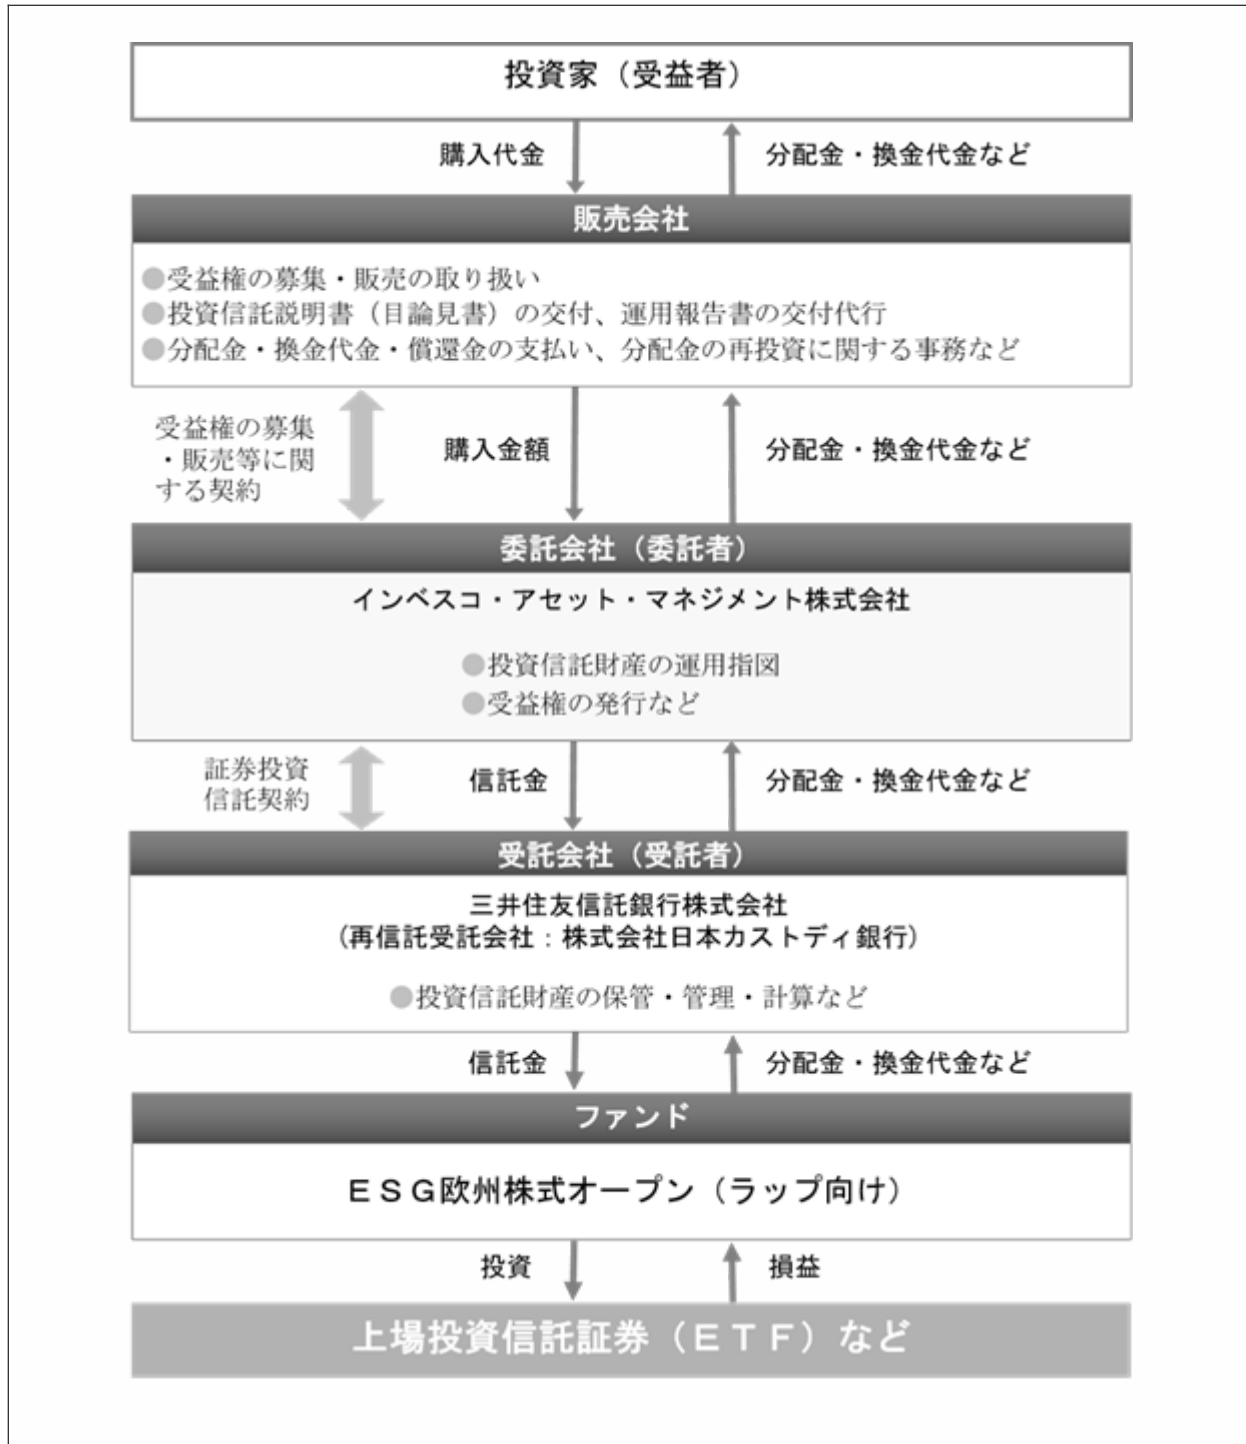 投資家（受益者）
購入代金
分配金・換金代金など
販売会社
●受益権の募集・販売の取り扱い
●投資信託説明書（目論見書）の交付、運用報告書の交付代行
●分配金・換金代金・償還金の支払い、分配金の再投資に関する事務など
受益権の募集
・販売等に関
する契約
購入金額
分配金・換金代金など
委託会社（委託者）
インベスコ・アセット・マネジメント株式会社
●投資信託財産の運用指図
●受益権の発行など
証券投資
信託契約
信託金
分配金・換金代金など
受託会社（受託者）
三井住友信託銀行株式会社
(再信託受託会社：株式会社日本カストディ銀行)
●投資信託財産の保管・管理・計算など
信託金
分配金・換金代金など
ファンド
ＥＳＧ欧州株式オープン（ラップ向け）
投資
損益
上場投資信託証券（ＥＴＦ）など